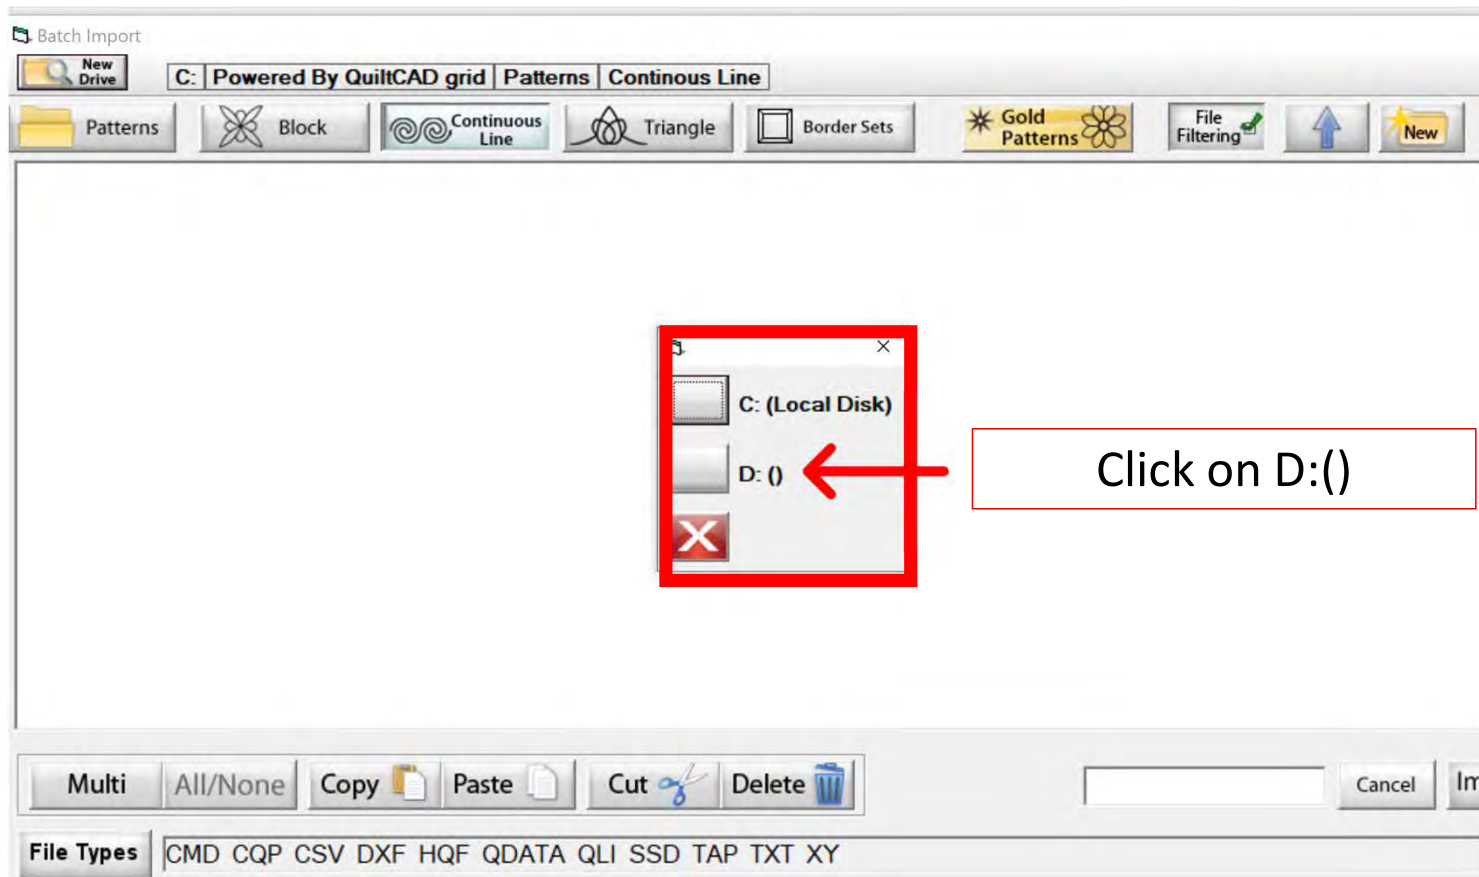 Batch Import
New Drive
C: Powered By QuiltCAD grid Patterns Continous Line
Patterns Block Continuous Line Triangle Border Sets Gold Patterns File Filtering New
C: (Local Disk)
D: ()
Click on D:()
Multi All/None Copy Paste Cut Delete Cancel Im
File Types CMD CQP CSV DXF HQF QDATA QLI SSD TAP TXT XY